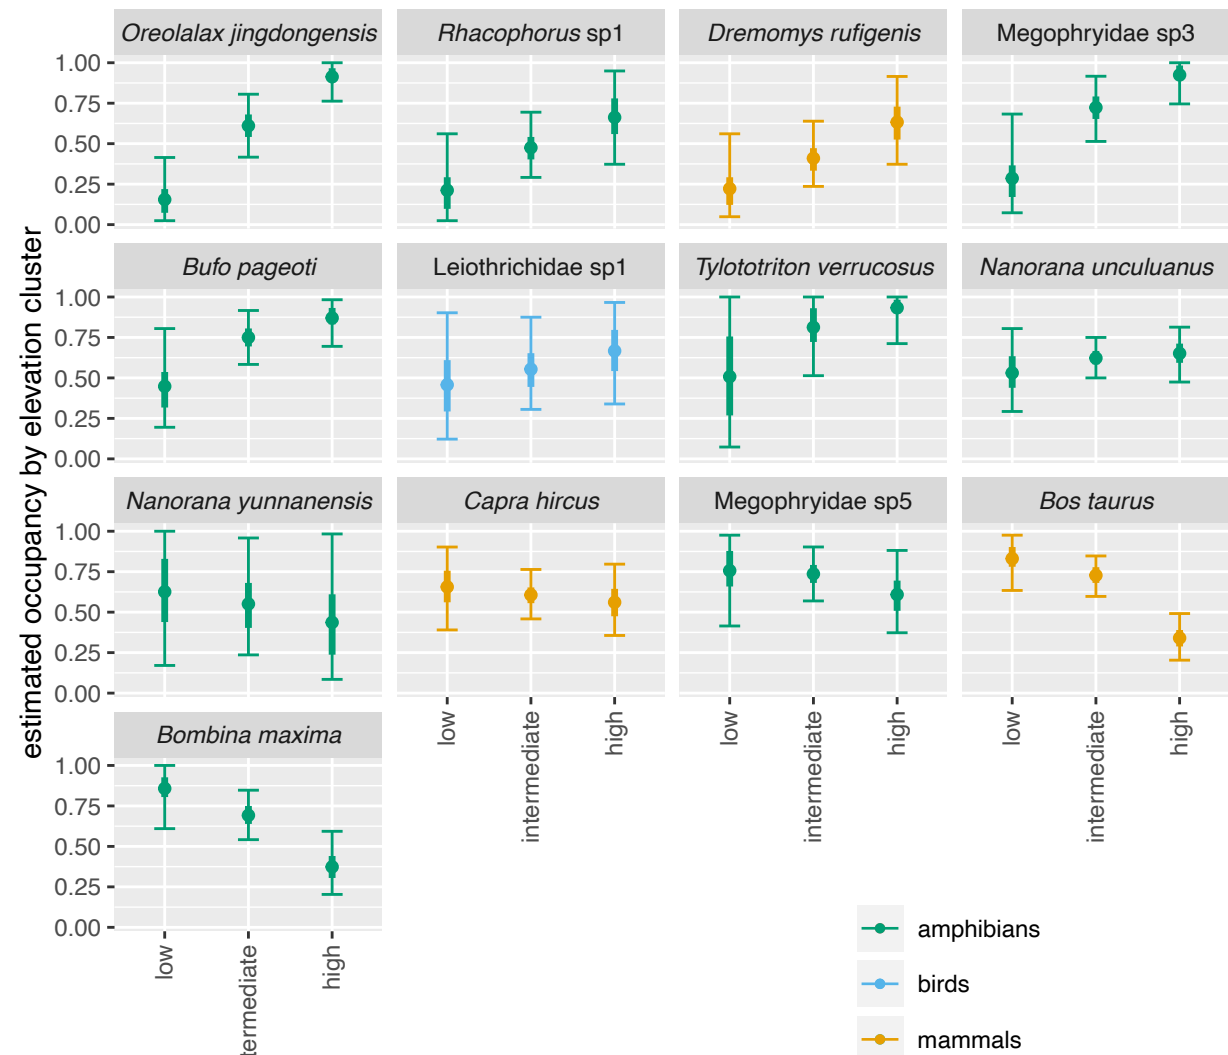 Oreolalax jingdongensis
Rhacophorus sp1
Dremomys rufigenis
Megophryidae sp3
1.00
0.75
0.50
0.25
0.00
estimated occupancy by elevation cluster
Bufo pageoti
Leiothrichidae sp1
Tylototriton verrucosus
Nanorana unculuanus
1.00
0.75
0.50
0.25
0.00
Nanorana yunnanensis
Capra hircus
Megophryidae sp5
Bos taurus
1.00
0.75
0.50
0.25
0.00
low
intermediate
high
low
intermediate
high
low
intermediate
high
Bombina maxima
1.00
0.75
0.50
0.25
0.00
low
termediate
high
amphibians
birds
mammals